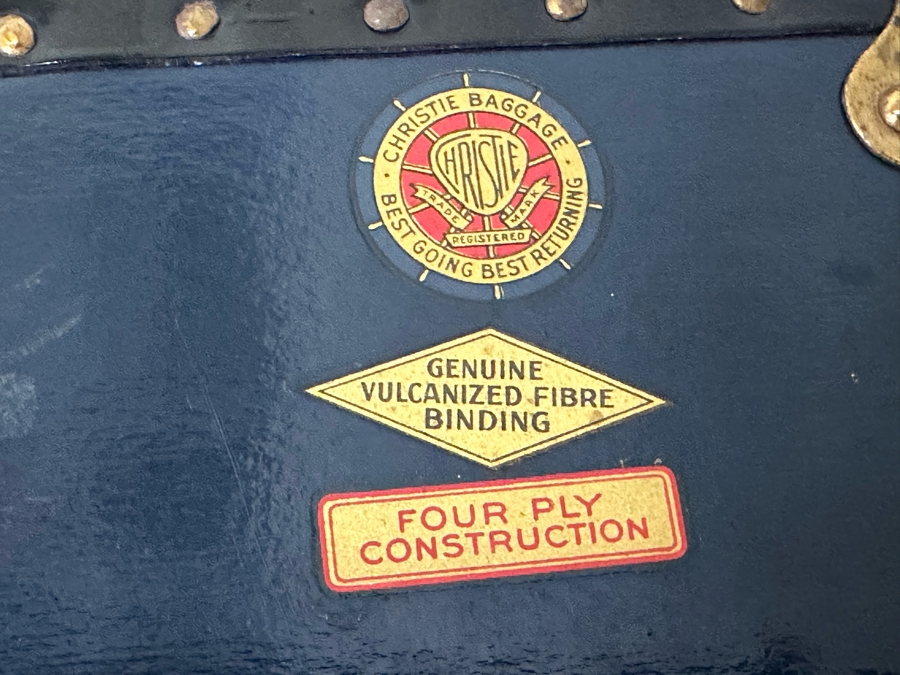 CHRISTIE BAGGAGE
CHRISTIE
TRADE MARK
REGISTERED
BEST GOING BEST RETURNING
GENUINE
VULCANIZED FIBRE
BINDING
FOUR PLY
CONSTRUCTION